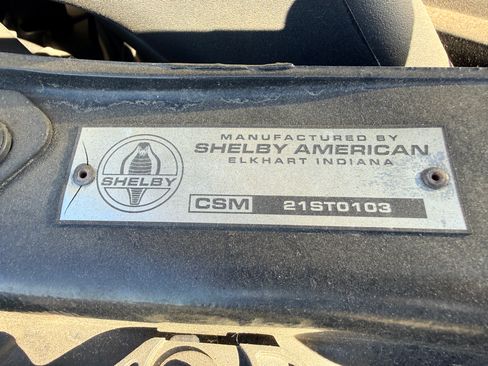 MANUFACTURED BY
SHELBY AMERICAN
ELKHART INDIANA
SHELBY
CSM 21ST0103